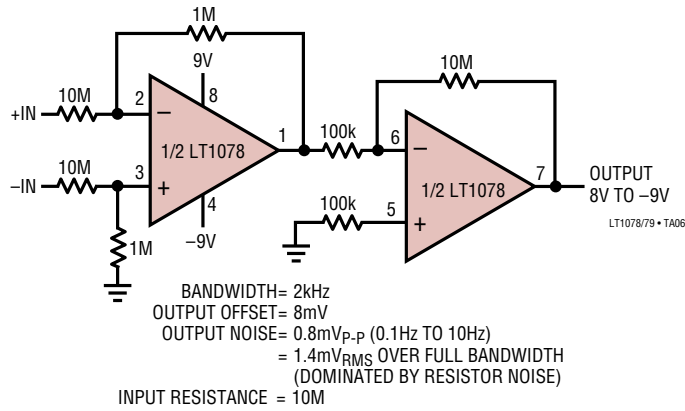 1M
9V
10M
10M
+IN
2
8
–
1
100k
6
–
1/2 LT1078
7
OUTPUT
8V TO –9V
10M
–IN
3
+
4
1/2 LT1078
100k
5
+
LT1078/79 • TA06
–9V
1M
BANDWIDTH= 2kHz
OUTPUT OFFSET= 8mV
OUTPUT NOISE= 0.8mVP-P (0.1Hz TO 10Hz)
= 1.4mVRMS OVER FULL BANDWIDTH
(DOMINATED BY RESISTOR NOISE)
INPUT RESISTANCE = 10M